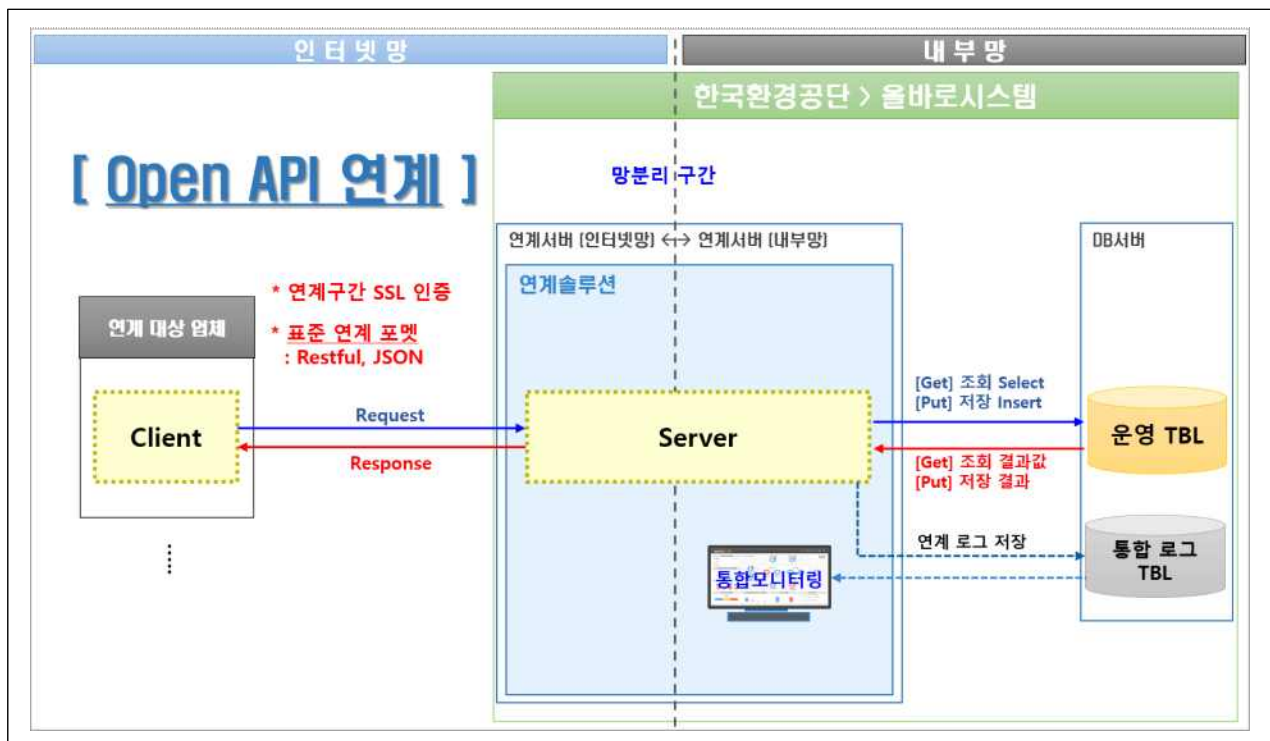 인 터 넷 망
내 부 망
한국환경공단 > 올바로시스템
[ Open API 연계 ]
망분리 구간
연계서버 (인터넷망) <-> 연계서버 (내부망)
DB서버
연계솔루션
* 연계구간 SSL 인증
연계 대상 업체
* 표준 연계 포멧
: Restful, JSON
[Get] 조회 Select
[Put] 저장 Insert
Client
Request
Response
Server
운영 TBL
[Get] 조회 결과값
[Put] 저장 결과
연계 로그 저장
통합 로그
TBL
통합모니터링